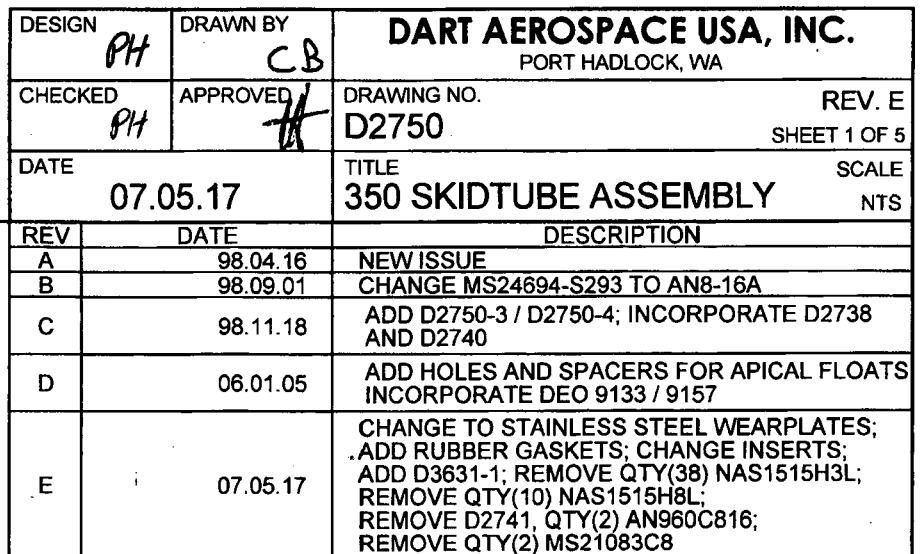 DESIGN PH DRAWN BY CB DART AEROSPACE USA, INC.
PORT HADLOCK, WA
CHECKED PH APPROVED DRAWING NO. D2750 REV. E
SHEET 1 OF 5
DATE 07.05.17 TITLE 350 SKIDTUBE ASSEMBLY SCALE NTS
REV DATE DESCRIPTION
A 98.04.16 NEW ISSUE
B 98.09.01 CHANGE MS24694-S293 TO AN8-16A
C 98.11.18 ADD D2750-3 / D2750-4; INCORPORATE D2738
AND D2740
D 06.01.05 ADD HOLES AND SPACERS FOR APICAL FLOATS
INCORPORATE DEO 9133 / 9157
E 07.05.17 CHANGE TO STAINLESS STEEL WEARPLATES;
ADD RUBBER GASKETS; CHANGE INSERTS;
ADD D3631-1; REMOVE QTY(38) NAS1515H3L;
REMOVE QTY(10) NAS1515H8L;
REMOVE D2741, QTY(2) AN960C816;
REMOVE QTY(2) MS21083C8